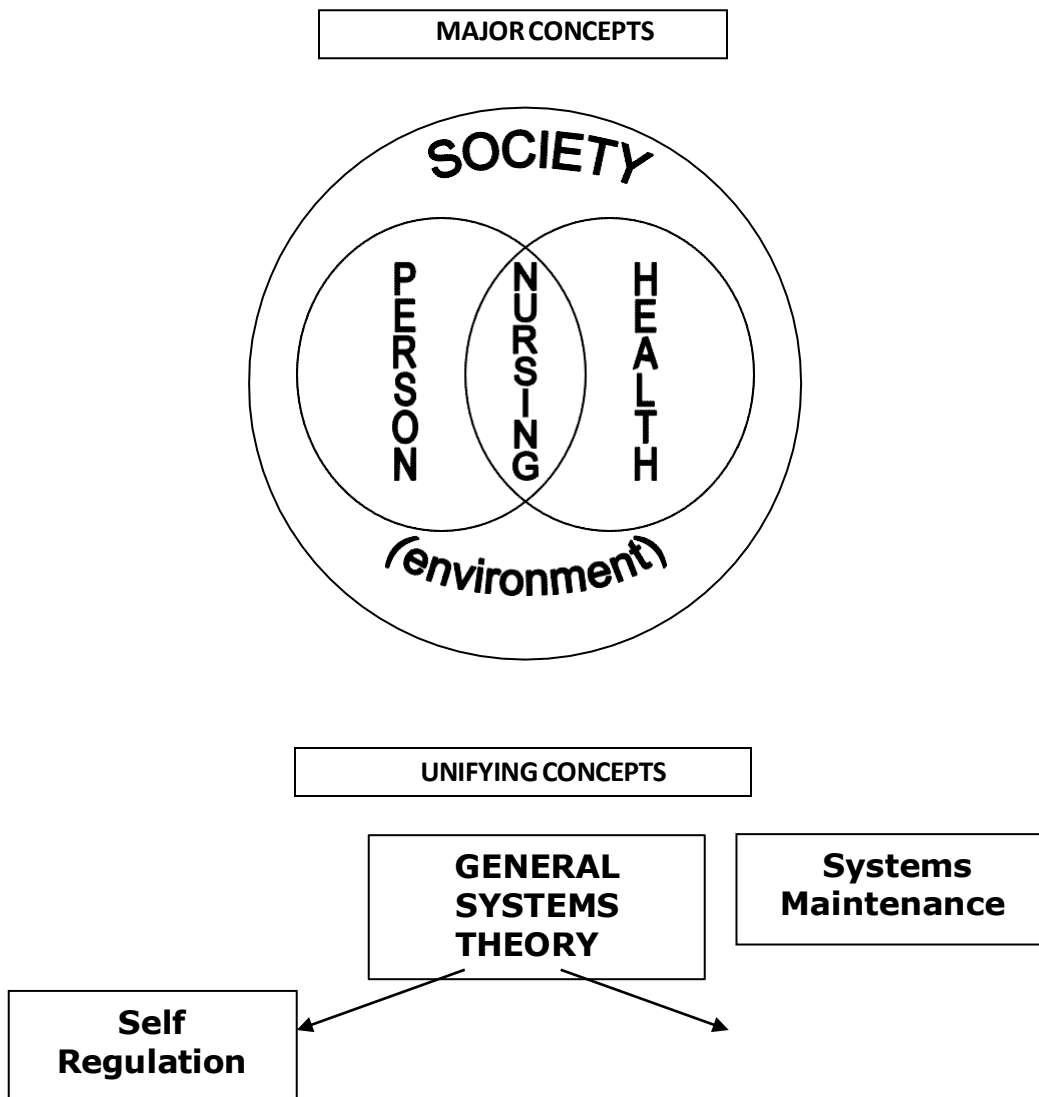 MAJOR CONCEPTS
SOCIETY
PERSON
NURSING
HEALTH
(environment)
UNIFYING CONCEPTS
GENERAL
SYSTEMS
THEORY
Systems
Maintenance
Self
Regulation